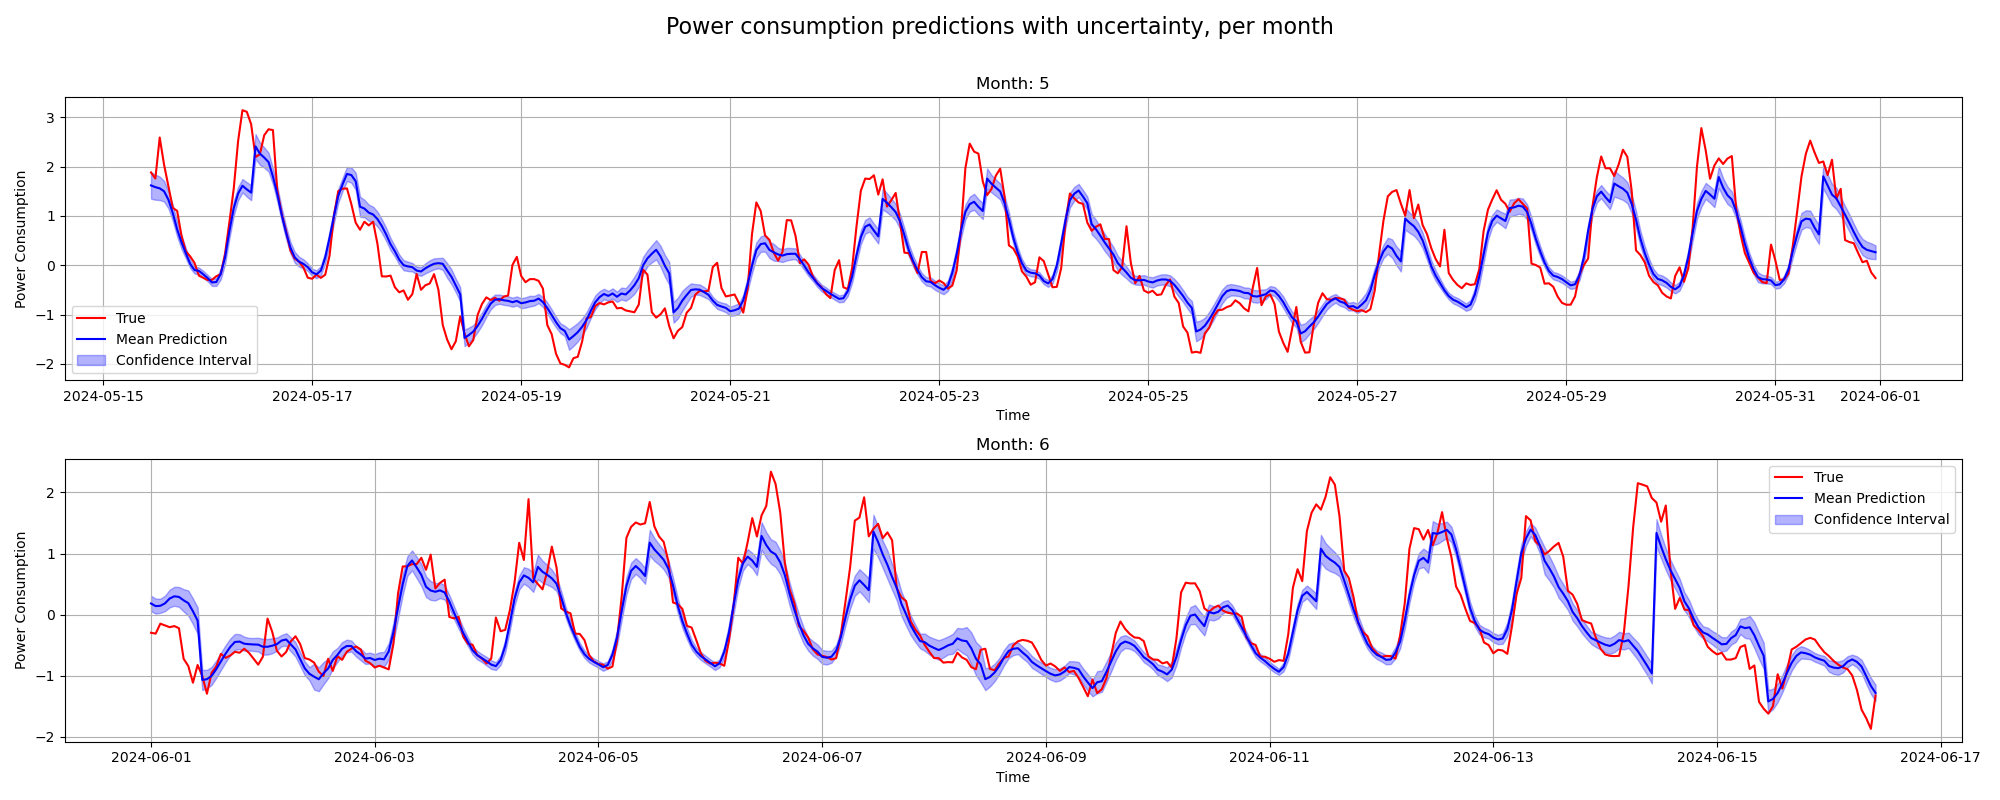 Power consumption predictions with uncertainty, per month
Month: 5
Power Consumption
3
2
1
0
−1
−2
True
Mean Prediction
Confidence Interval
2024-05-15 2024-05-17 2024-05-19 2024-05-21 2024-05-23 2024-05-25 2024-05-27 2024-05-29 2024-05-31 2024-06-01
Time
Month: 6
Power Consumption
2
1
0
−1
−2
True
Mean Prediction
Confidence Interval
2024-06-01 2024-06-03 2024-06-05 2024-06-07 2024-06-09 2024-06-11 2024-06-13 2024-06-15 2024-06-17
Time